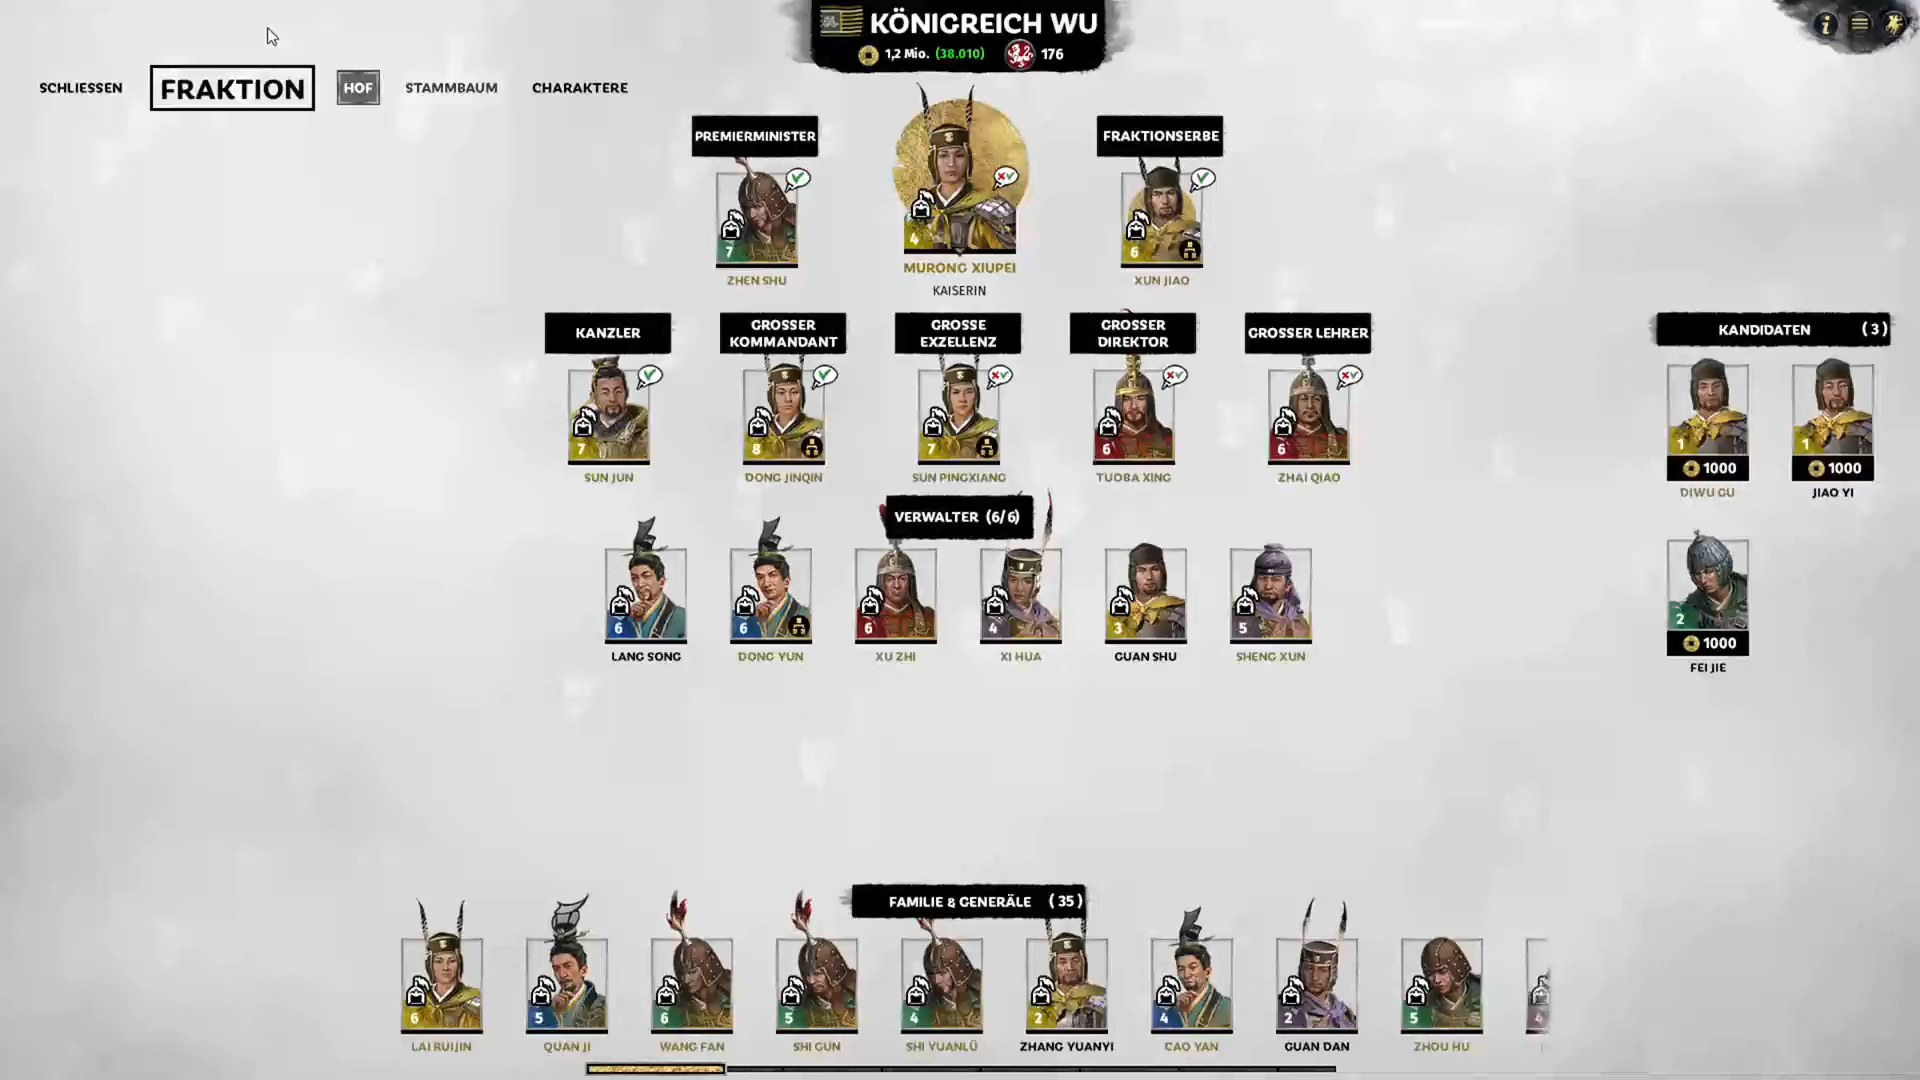 KÖNIGREICH WU
1,2 Mio. (38.010) 176
SCHLIESSEN FRAKTION HOF STAMMBAUM CHARAKTERE
PREMIERMINISTER
FRAKTIONSERBE
7
4
6
ZHEN SHU
MURONG XIUPEI
KAISERIN
XUN JIAO
KANZLER
GROSSER KOMMANDANT
GROSSE EXZELLENZ
GROSSER DIREKTOR
GROSSER LEHRER
7
8
7
6
6
SUN JUN
DONG JINQIN
SUN PINGXIANG
TUOBA XING
ZHAI QIAO
KANDIDATEN (3)
1
1
1000
1000
DIWU GU
JIAO YI
2
1000
FEI JIE
VERWALTER (6/6)
6
6
6
4
3
5
LANG SONG
DONG YUN
XU ZHI
XI HUA
GUAN SHU
SHENG XUN
FAMILIE & GENERÄLE (35)
6
5
6
5
4
2
4
2
5
4
LAI RUIJIN
QUAN JI
WANG FAN
SHI GUN
SHI YUANLÜ
ZHANG YUANYI
CAO YAN
GUAN DAN
ZHOU HU